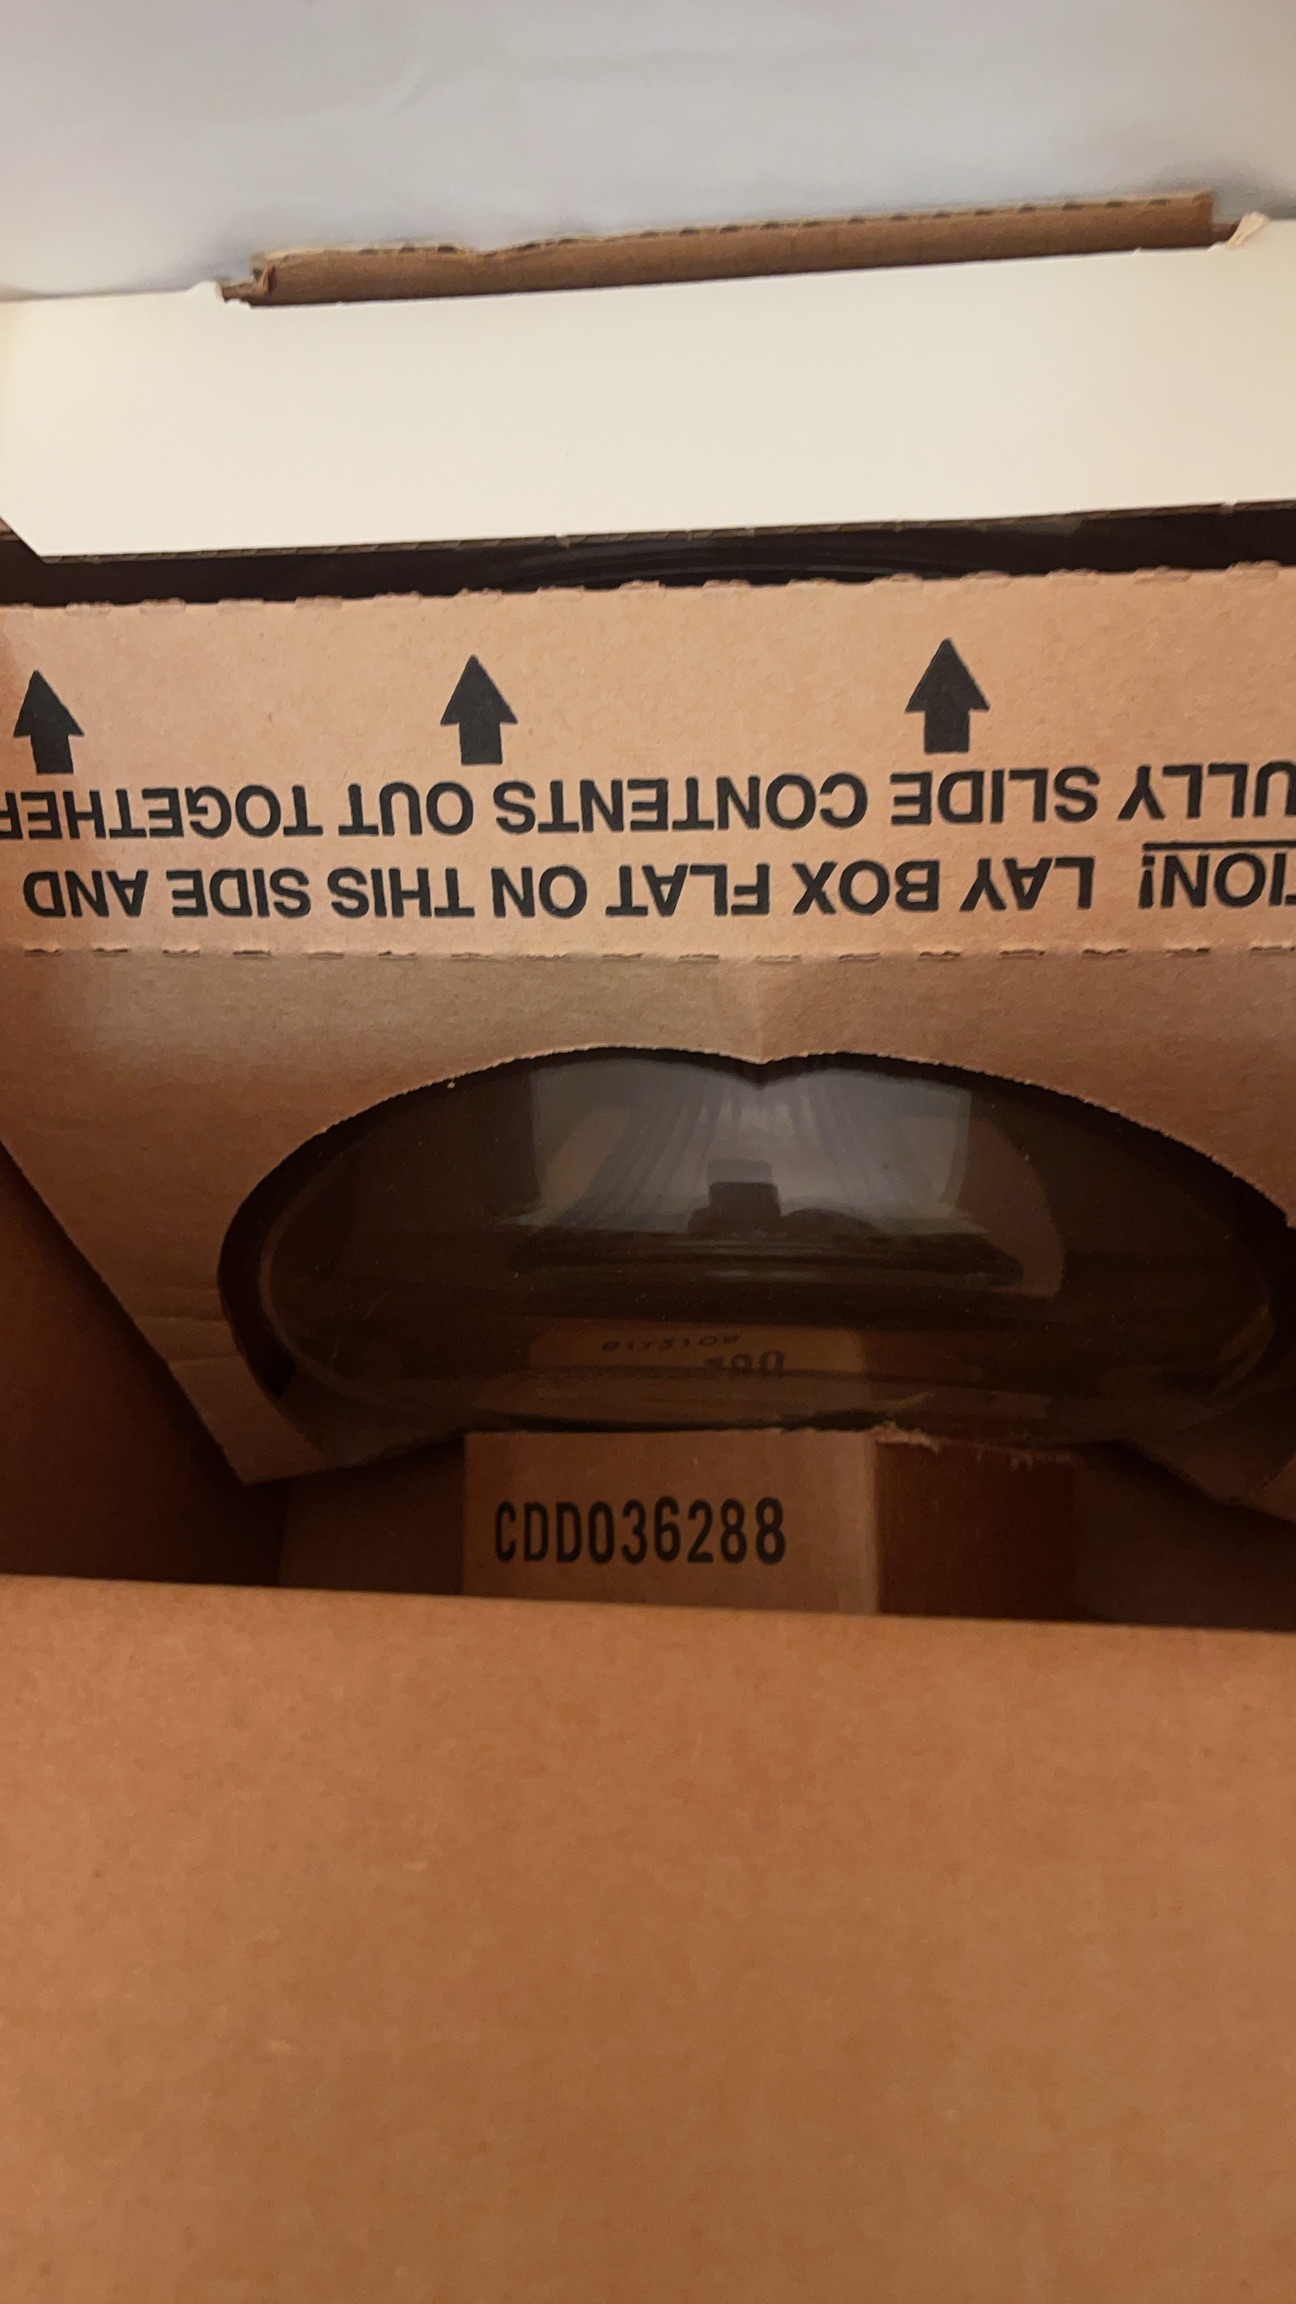 TION! LAY BOX FLAT ON THIS SIDE AND
ULLY SLIDE CONTENTS OUT TOGETHER
CDD036288